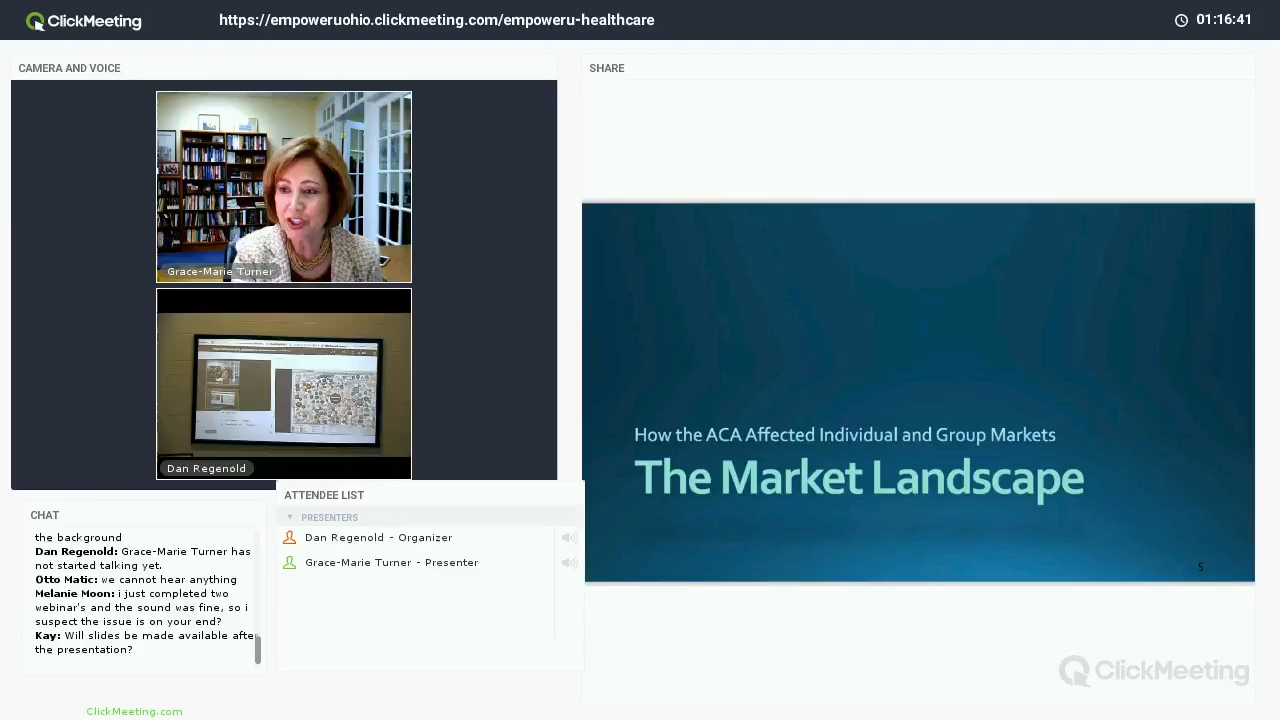 ClickMeeting
https://empoweruohio.clickmeeting.com/empoweru-healthcare
01:16:41
CAMERA AND VOICE
Grace-Marie Turner
Dan Regenold
CHAT
the background
Dan Regenold: Grace-Marie Turner has
not started talking yet.
Otto Matic: we cannot hear anything
Melanie Moon: i just completed two
webinar's and the sound was fine, so i
suspect the issue is on your end?
Kay: Will slides be made available after
the presentation?
ATTENDEE LIST
PRESENTERS
Dan Regenold - Organizer
Grace-Marie Turner - Presenter
ClickMeeting.com
SHARE
How the ACA Affected Individual and Group Markets
The Market Landscape
5
ClickMeeting